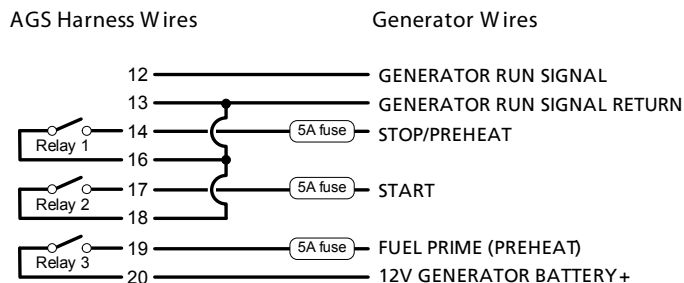 AGS Harness Wires Generator Wires
12 GENERATOR RUN SIGNAL
13 GENERATOR RUN SIGNAL RETURN
14 5A fuse STOP/PREHEAT
Relay 1
16
17 5A fuse START
Relay 2
18
19 5A fuse FUEL PRIME (PREHEAT)
Relay 3
20 12V GENERATOR BATTERY+